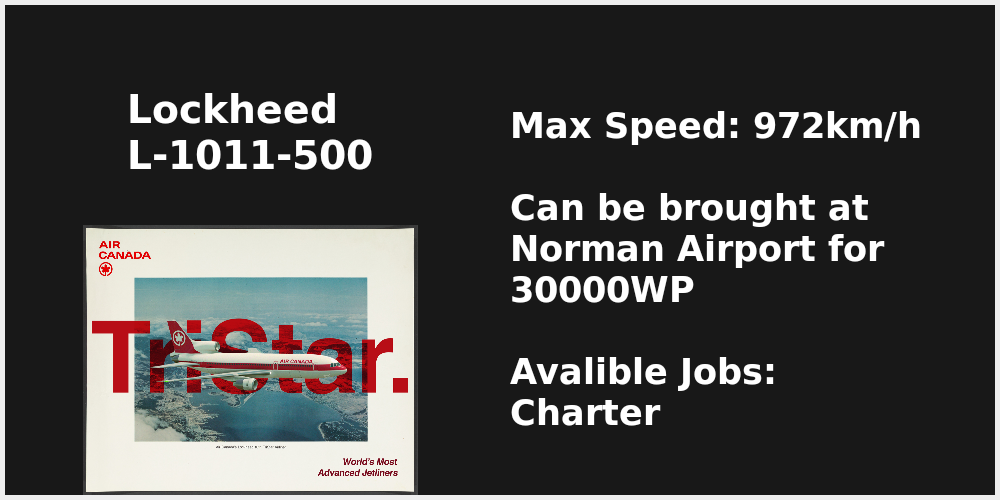 Lockheed
L-1011-500
Max Speed: 972km/h
Can be brought at
Norman Airport for
30000WP
Avalible Jobs:
Charter
AIR
CANADA
TriStar.
AIR CANADA
World's Most
Advanced Jetliners